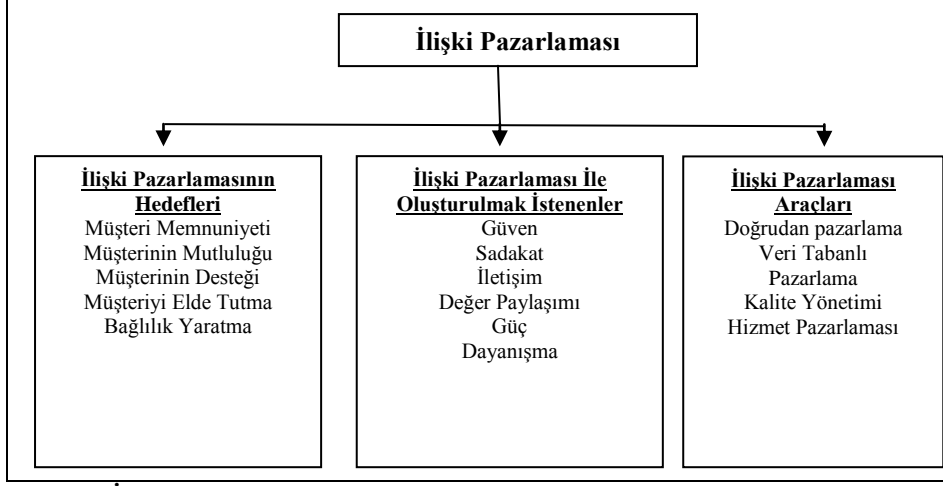 İlişki Pazarlaması
İlişki Pazarlamasının
Hedefleri
Müşteri Memnuniyeti
Müşterinin Mutluluğu
Müşterinin Desteği
Müşteriyi Elde Tutma
Bağlılık Yaratma
İlişki Pazarlaması İle
Oluşturulmak İstenenler
Güven
Sadakat
İletişim
Değer Paylaşımı
Güç
Dayanışma
İlişki Pazarlaması
Araçları
Doğrudan pazarlama
Veri Tabanlı
Pazarlama
Kalite Yönetimi
Hizmet Pazarlaması